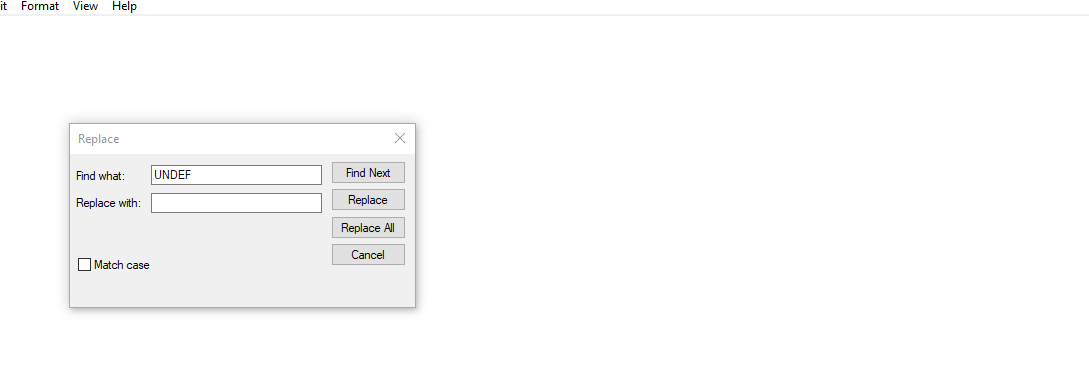 it Format View Help
Replace
Find what: UNDEF Find Next
Replace with: Replace
Replace All
Cancel
Match case